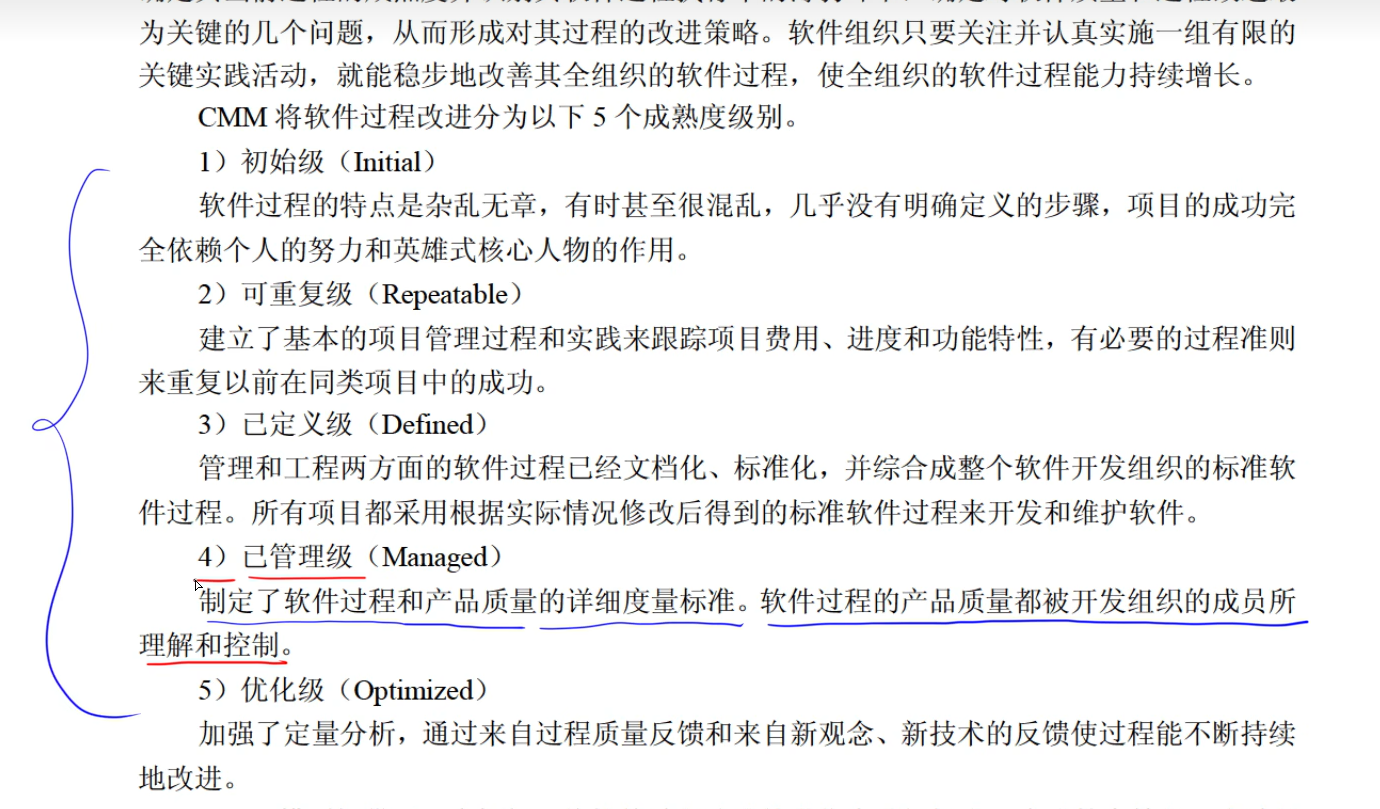 为关键的几个问题，从而形成对其过程的改进策略。软件组织只要关注并认真实施一组有限的
关键实践活动，就能稳步地改善其全组织的软件过程，使全组织的软件过程能力持续增长。
CMM 将软件过程改进分为以下 5 个成熟度级别。
1）初始级（Initial）
软件过程的特点是杂乱无章，有时甚至很混乱，几乎没有明确定义的步骤，项目的成功完
全依赖个人的努力和英雄式核心人物的作用。
2）可重复级（Repeatable）
建立了基本的项目管理过程和实践来跟踪项目费用、进度和功能特性，有必要的过程准则
来重复以前在同类项目中的成功。
3）已定义级（Defined）
管理和工程两方面的软件过程已经文档化、标准化，并综合成整个软件开发组织的标准软
件过程。所有项目都采用根据实际情况修改后得到的标准软件过程来开发和维护软件。
4）已管理级（Managed）
制定了软件过程和产品质量的详细度量标准。软件过程的产品质量都被开发组织的成员所
理解和控制。
5）优化级（Optimized）
加强了定量分析，通过来自过程质量反馈和来自新观念、新技术的反馈使过程能不断持续
地改进。